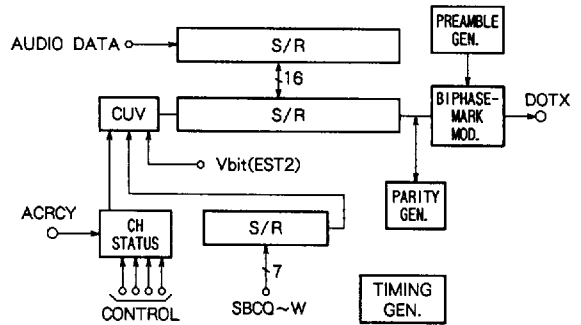 AUDIO DATA
S/R
PREAMBLE
GEN.
16
CUV
S/R
BIPHASE-
MARK
MOD.
DOTX
Vbit(EST2)
PARITY
GEN.
ACRCY
CH
STATUS
S/R
7
CONTROL
SBCQ~W
TIMING
GEN.